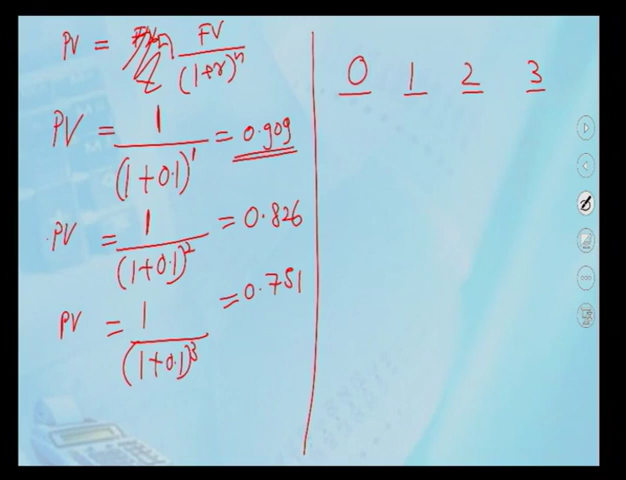 PV = FV / (1+r)^n
PV = 1 / (1+0.1)^1 = 0.909
PV = 1 / (1+0.1)^2 = 0.826
PV = 1 / (1+0.1)^3 = 0.751
0 1 2 3